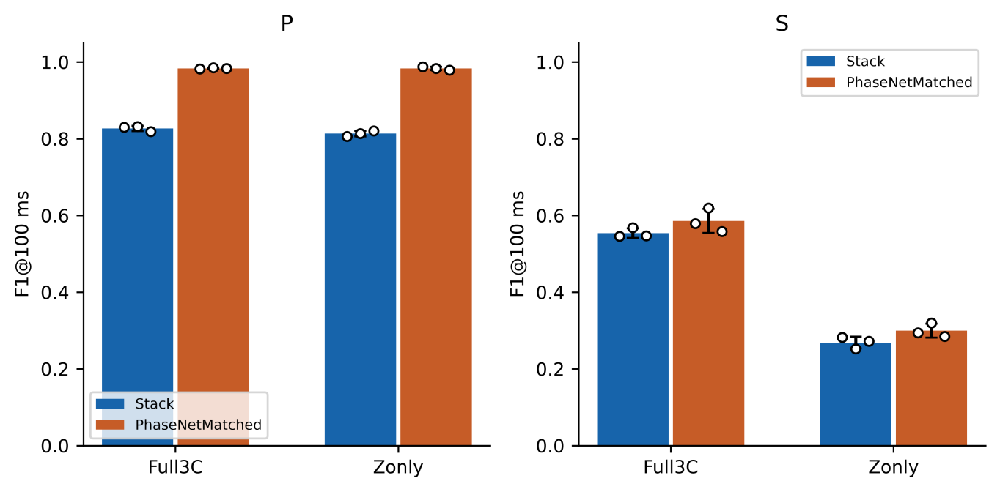 P
F1@100 ms
1.0
0.8
0.6
0.4
0.2
0.0
Stack
PhaseNetMatched
Full3C
Zonly
S
F1@100 ms
1.0
0.8
0.6
0.4
0.2
0.0
Stack
PhaseNetMatched
Full3C
Zonly